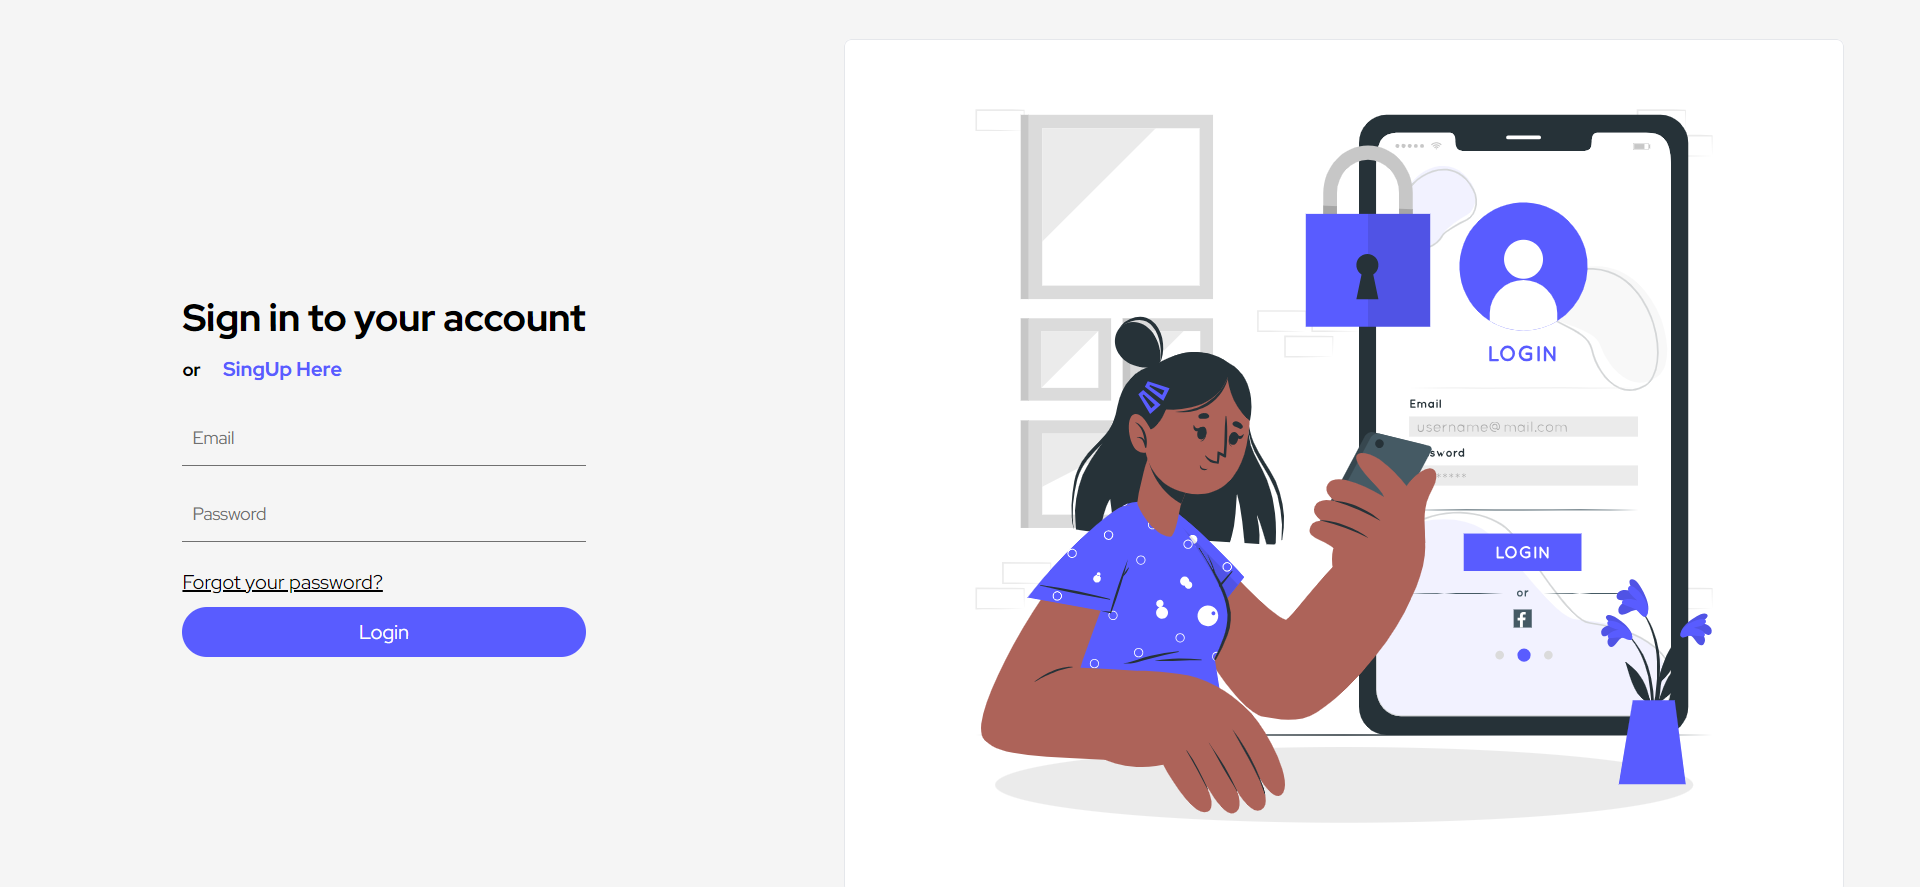 Sign in to your account
or SingUp Here
Email
Password
Forgot your password?
Login
LOGIN
Email
username@mail.com
sword
*****
LOGIN
or